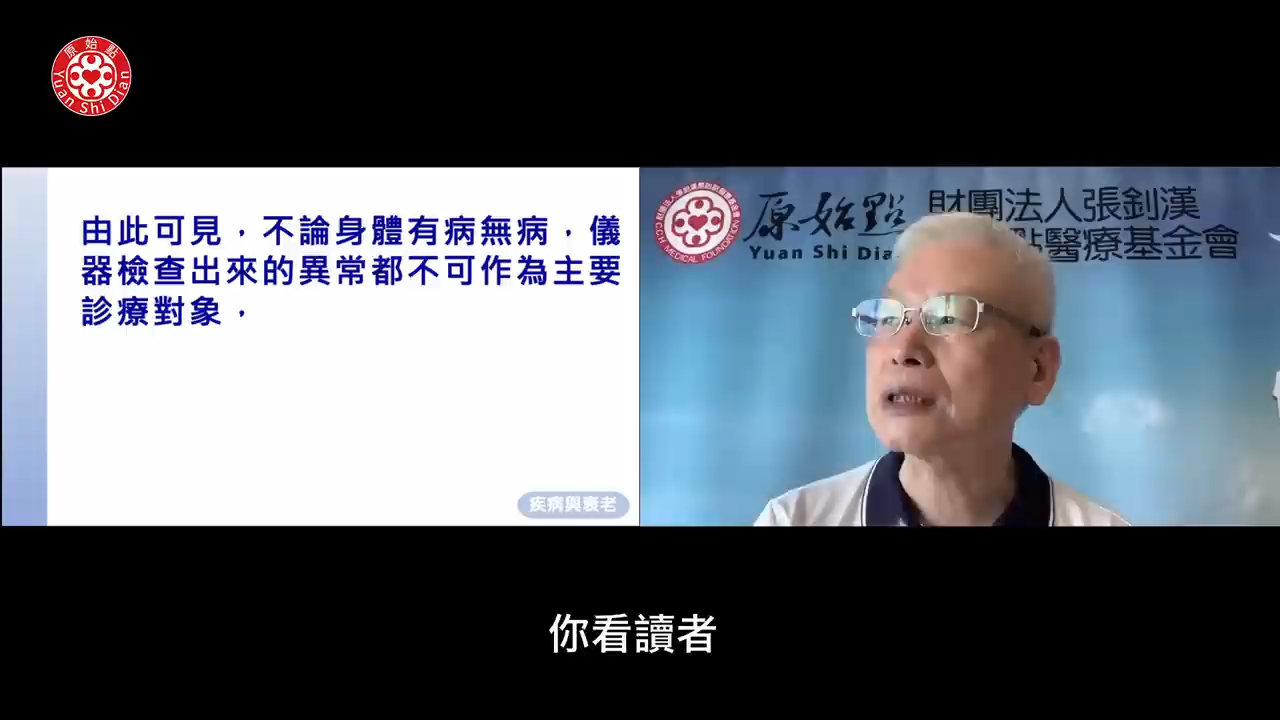 原始點
Yuan Shi Dian
由此可見，不論身體有病無病，儀
器檢查出來的異常都不可作為主要
診療對象，
疾病與衰老
原始點
Yuan Shi Dia
財團法人張釗漢
點醫療基金會
你看讀者